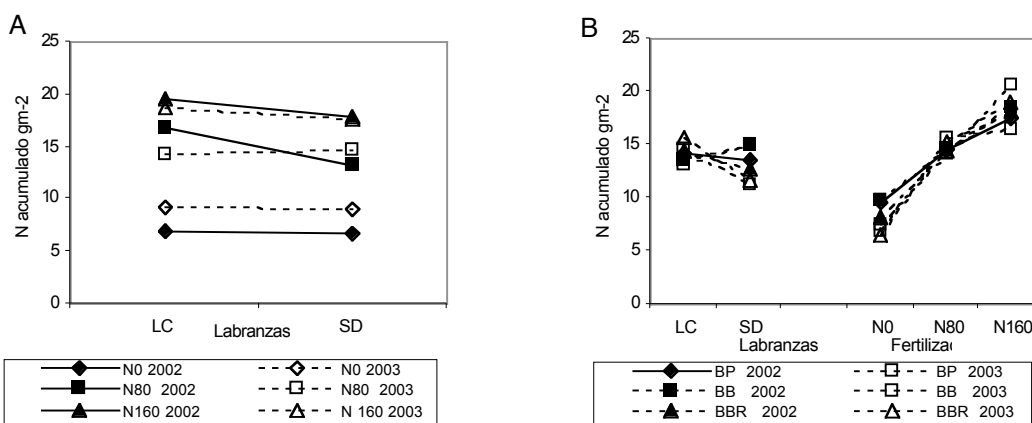 A
N acumulado gm-2
25
20
15
10
5
0
LC Labranzas SD
N0 2002 N0 2003
N80 2002 N80 2003
N160 2002 N 160 2003
B
N acumulado gm-2
25
20
15
10
5
0
LC SD N0 N80 N160
Labranzas Fertilizac
BP 2002 BP 2003
BB 2002 BB 2003
BBR 2002 BBR 2003